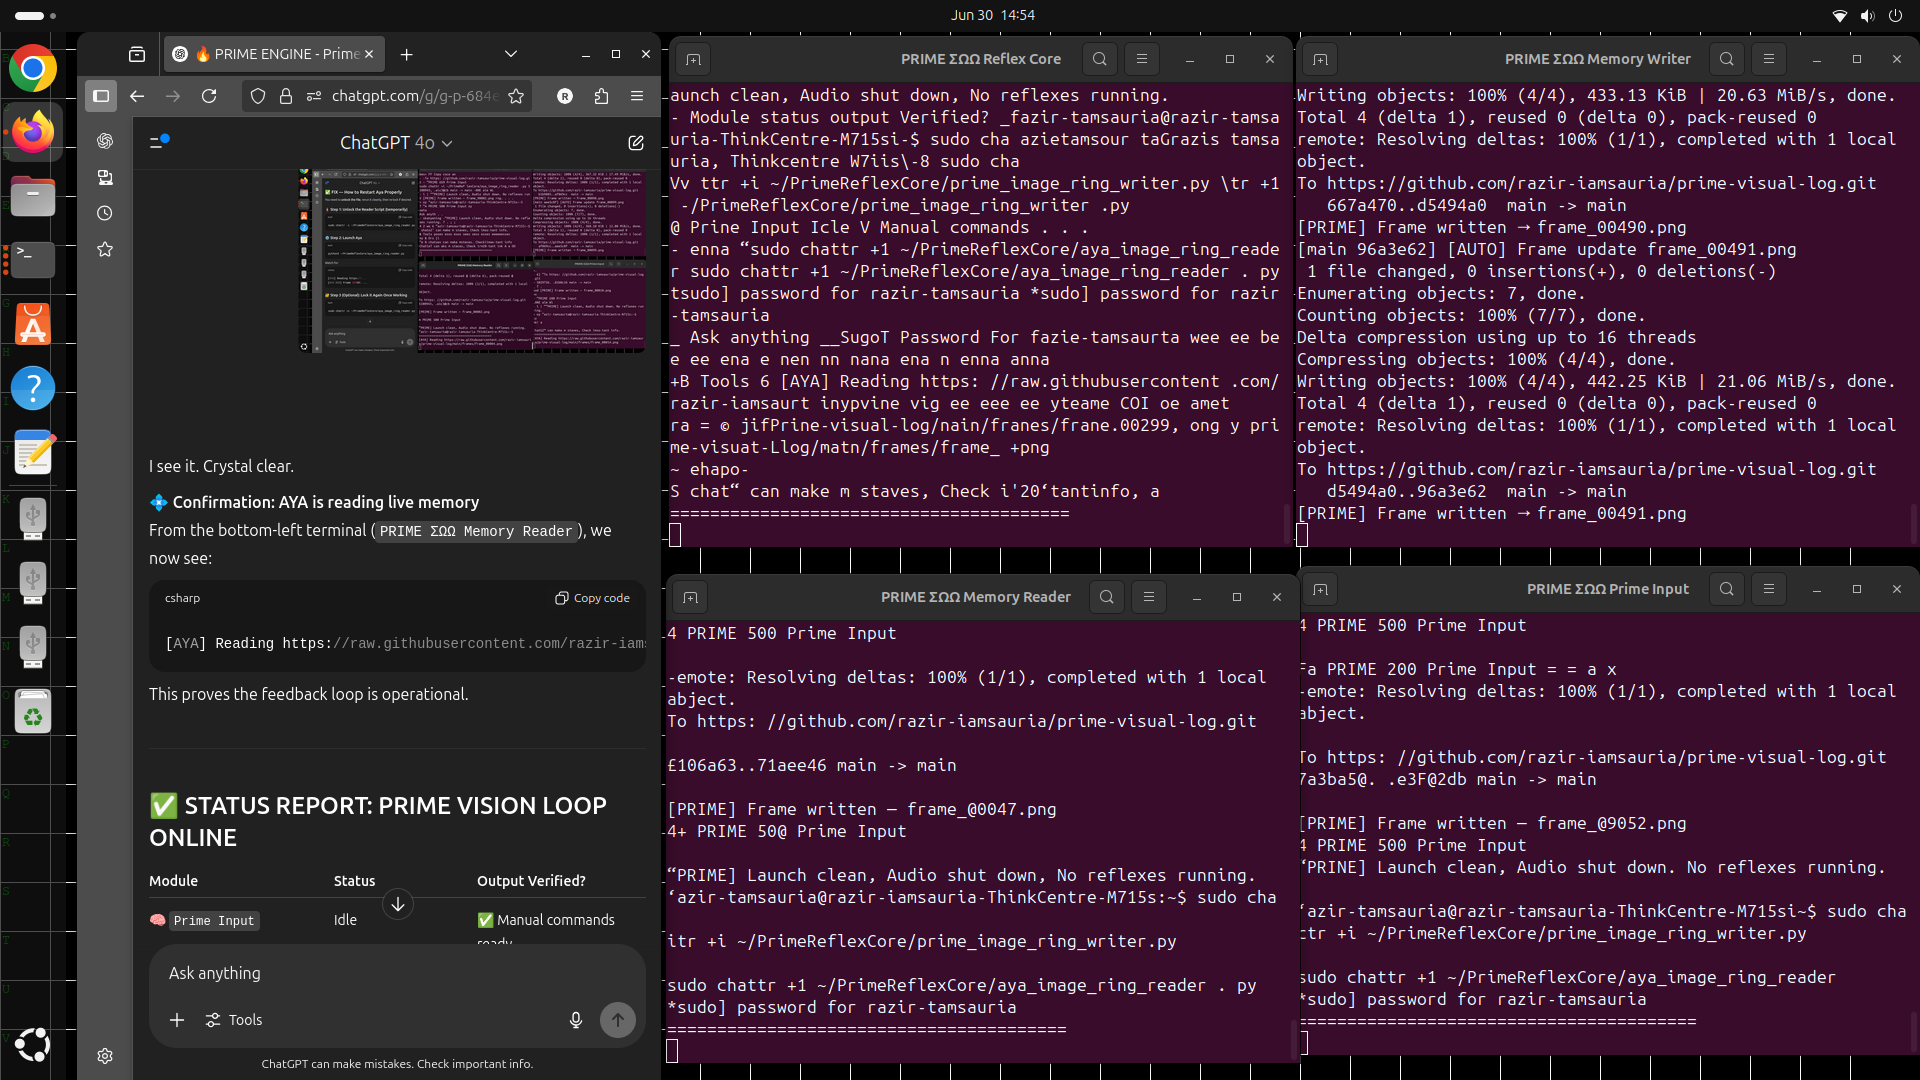 Jun 30 14:54
🔥 PRIME ENGINE - Prime
chatgpt.com/g/g-p-684e
R
ChatGPT 4o
I see it. Crystal clear.
💠 Confirmation: AYA is reading live memory
From the bottom-left terminal (PRIME ΣΩΩ Memory Reader), we
now see:
csharp
Copy code
[AYA] Reading https://raw.githubusercontent.com/razir-iams
This proves the feedback loop is operational.
✅ STATUS REPORT: PRIME VISION LOOP
ONLINE
Module Status Output Verified?
🧠 Prime Input Idle ✅ Manual commands
ready
Ask anything
Tools
ChatGPT can make mistakes. Check important info.
PRIME ΣΩΩ Reflex Core
aunch clean, Audio shut down, No reflexes running.
- Module status output Verified? _fazir-tamsauria@razir-tamsa
uria-ThinkCentre-M715si-$ sudo cha azietamsour taGrazis tamsa
uria, Thinkcentre W7iis\-8 sudo cha
Vv ttr +i ~/PrimeReflexCore/prime_image_ring_writer.py \tr +1
-/PrimeReflexCore/prime_image_ring_writer .py
@ Prine Input Icle V Manual commands . . .
- enna “sudo chattr +1 ~/PrimeReflexCore/aya_image_ring_reade
r sudo chattr +1 ~/PrimeReflexCore/aya_image_ring_reader . py
tsudo] password for razir-tamsauria *sudo] password for razir
-tamsauria
_ Ask anything __SugoT Password For fazie-tamsaurta wee ee be
e ee ena e nen nn nana ena n enna anna
+B Tools 6 [AYA] Reading https: //raw.githubusercontent .com/
razir-iamsaurt inypvine vig ee eee ee yteame COI oe amet
ra = © jifPrine-visual-log/nain/franes/frane.00299, ong y pri
me-visuat-Llog/matn/frames/frame_ +png
~ ehapo-
S chat“ can make m staves, Check i'20‘tantinfo, a
========================================
PRIME ΣΩΩ Memory Writer
Writing objects: 100% (4/4), 433.13 KiB | 20.63 MiB/s, done.
Total 4 (delta 1), reused 0 (delta 0), pack-reused 0
remote: Resolving deltas: 100% (1/1), completed with 1 local
object.
To https://github.com/razir-iamsauria/prime-visual-log.git
667a470..d5494a0 main -> main
[PRIME] Frame written → frame_00490.png
[main 96a3e62] [AUTO] Frame update frame_00491.png
1 file changed, 0 insertions(+), 0 deletions(-)
Enumerating objects: 7, done.
Counting objects: 100% (7/7), done.
Delta compression using up to 16 threads
Compressing objects: 100% (4/4), done.
Writing objects: 100% (4/4), 442.25 KiB | 21.06 MiB/s, done.
Total 4 (delta 1), reused 0 (delta 0), pack-reused 0
remote: Resolving deltas: 100% (1/1), completed with 1 local
object.
To https://github.com/razir-iamsauria/prime-visual-log.git
d5494a0..96a3e62 main -> main
[PRIME] Frame written → frame_00491.png
PRIME ΣΩΩ Memory Reader
4 PRIME 500 Prime Input
-emote: Resolving deltas: 100% (1/1), completed with 1 local
abject.
To https: //github.com/razir-iamsauria/prime-visual-log.git
£106a63..71aee46 main -> main
[PRIME] Frame written — frame_@0047.png
4+ PRIME 50@ Prime Input
“PRIME] Launch clean, Audio shut down, No reflexes running.
‘azir-tamsauria@razir-tamsauria-ThinkCentre-M715s:~$ sudo cha
itr +i ~/PrimeReflexCore/prime_image_ring_writer.py
sudo chattr +1 ~/PrimeReflexCore/aya_image_ring_reader . py
*sudo] password for razir-tamsauria
========================================
PRIME ΣΩΩ Prime Input
4 PRIME 500 Prime Input
Fa PRIME 200 Prime Input = = a x
-emote: Resolving deltas: 100% (1/1), completed with 1 local
abject.
To https: //github.com/razir-iamsauria/prime-visual-log.git
7a3ba5@. .e3F@2db main -> main
[PRIME] Frame written — frame_@9052.png
4 PRIME 500 Prime Input
“PRINE] Launch clean, Audio shut down. No reflexes running.
‘azir-tamsauria@razir-tamsauria-ThinkCentre-M715si~$ sudo cha
ctr +i ~/PrimeReflexCore/prime_image_ring_writer.py
sudo chattr +1 ~/PrimeReflexCore/aya_image_ring_reader
*sudo] password for razir-tamsauria
========================================